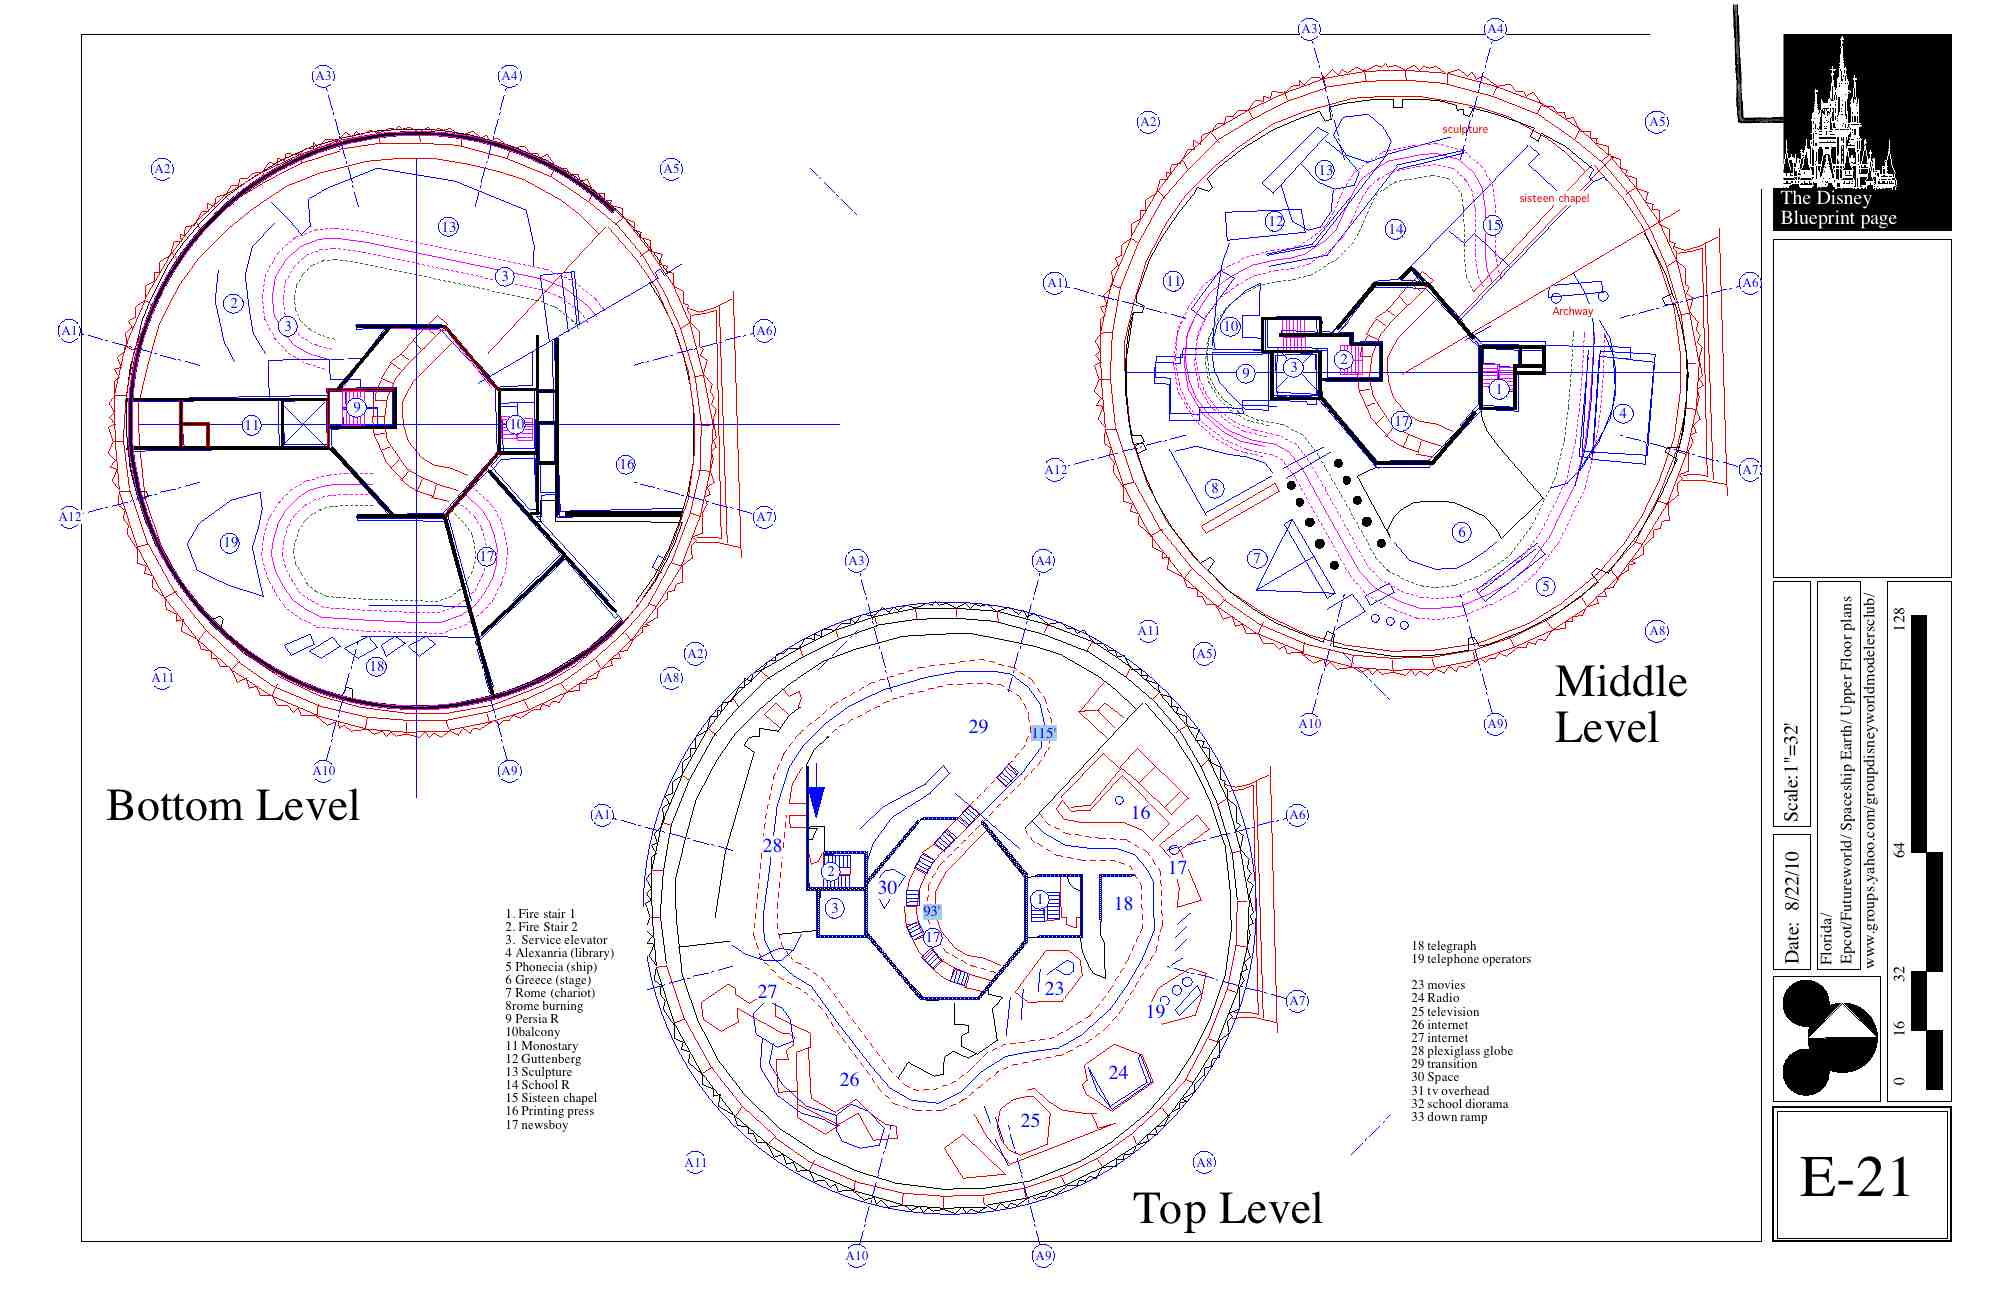 A3
A4
A2
A5
A1
A6
A12
A7
A11
A8
A10
A9
13
3
2
3
9
10
11
16
19
17
18
Bottom Level
A3
A4
A2
A5
A1
A6
A12
A7
A11
A8
A10
A9
sculpture
sisteen chapel
Archway
13
12
14
15
11
10
9
3
2
1
17
4
8
7
6
5
Middle
Level
A3
A4
A2
A5
A1
A6
A7
A11
A8
A10
A9
29
115'
28
16
17
2
30
3
1
18
93'
17
23
19
27
26
24
25
Top Level
1. Fire stair 1
2. Fire Stair 2
3. Service elevator
4 Alexanria (library)
5 Phonecia (ship)
6 Greece (stage)
7 Rome (chariot)
8rome burning
9 Persia R
10balcony
11 Monostary
12 Guttenberg
13 Sculpture
14 School R
15 Sisteen chapel
16 Printing press
17 newsboy
18 telegraph
19 telephone operators
23 movies
24 Radio
25 television
26 internet
27 internet
28 plexiglass globe
29 transition
30 Space
31 tv overhead
32 school diorama
33 down ramp
The Disney
Blueprint page
Scale:1"=32'
Date: 8/22/10
Florida/
Epcot/Futureworld/ Spaceship Earth/ Upper Floor plans
www.groups.yahoo.com/groupdisneyworldmodelersclub/
128
64
32
16
0
E-21